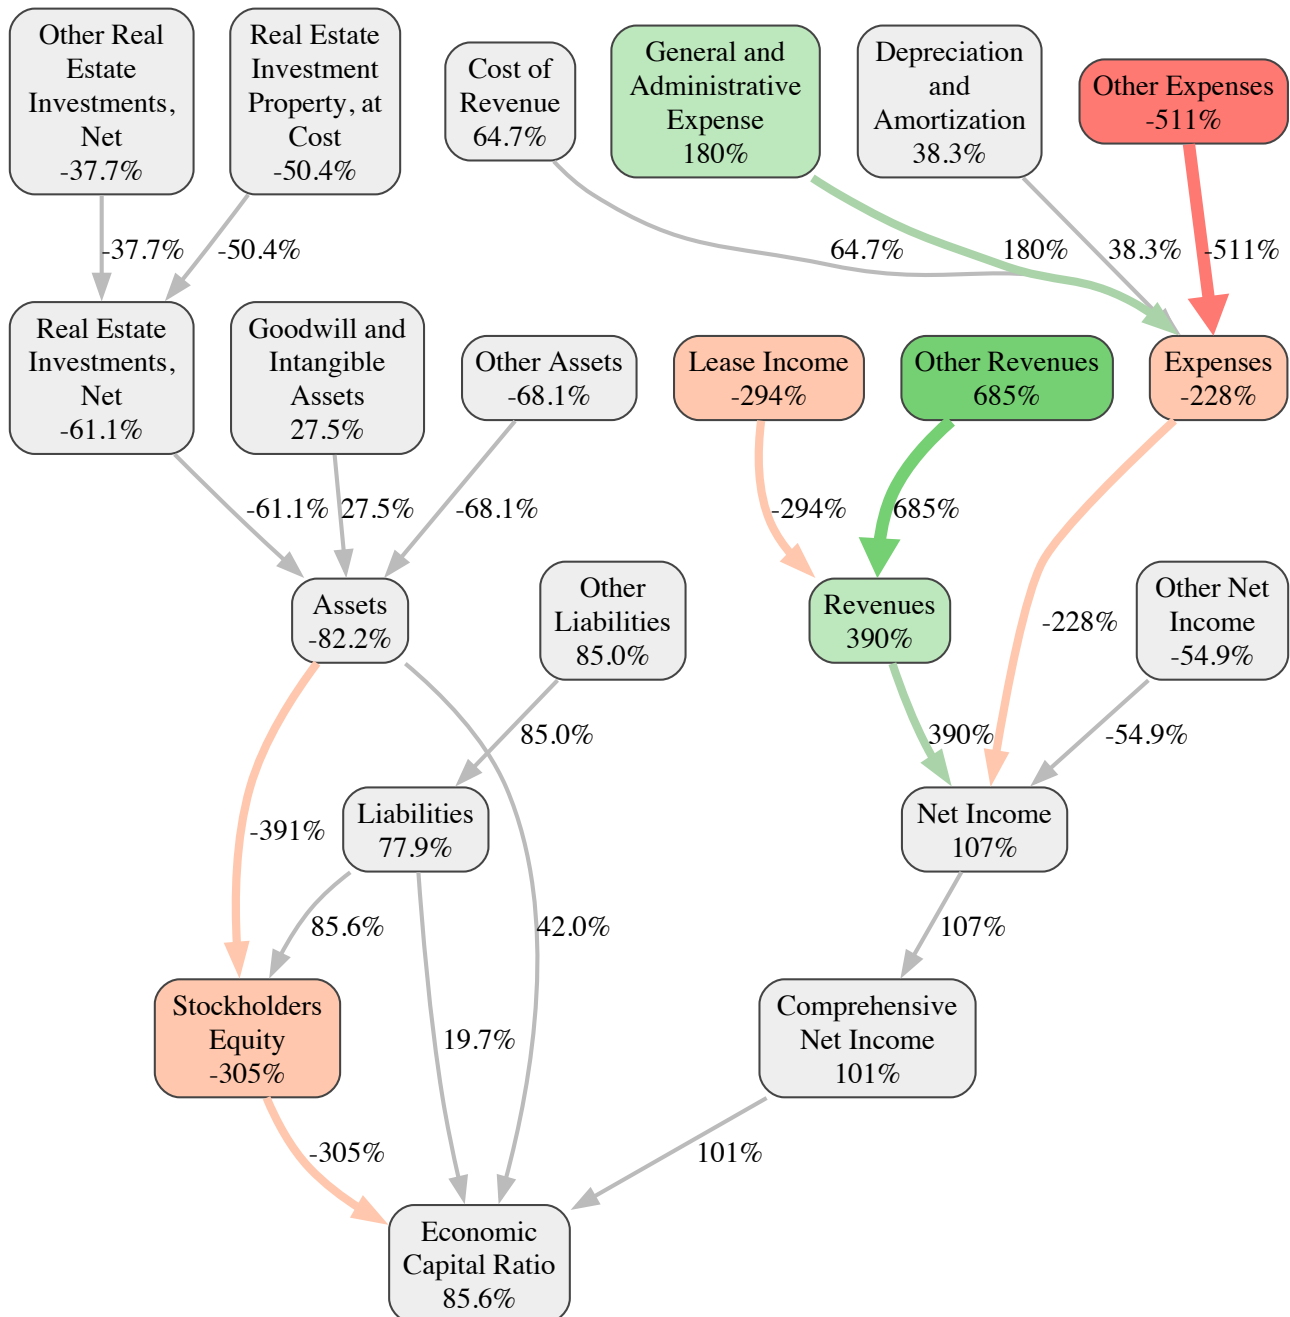 Other Real
Estate
Investments,
Net
-37.7%
Real Estate
Investment
Property, at
Cost
-50.4%
Cost of
Revenue
64.7%
General and
Administrative
Expense
180%
Depreciation
and
Amortization
38.3%
Other Expenses
-511%
-37.7%
-50.4%
64.7%
180%
38.3%
-511%
Real Estate
Investments,
Net
-61.1%
Goodwill and
Intangible
Assets
27.5%
Other Assets
-68.1%
Lease Income
-294%
Other Revenues
685%
Expenses
-228%
-61.1%
27.5%
-68.1%
-294%
685%
Assets
-82.2%
Other
Liabilities
85.0%
Revenues
390%
-228%
Other Net
Income
-54.9%
85.0%
390%
-54.9%
-391%
Liabilities
77.9%
Net Income
107%
85.6%
42.0%
107%
Stockholders
Equity
-305%
19.7%
Comprehensive
Net Income
101%
-305%
101%
Economic
Capital Ratio
85.6%